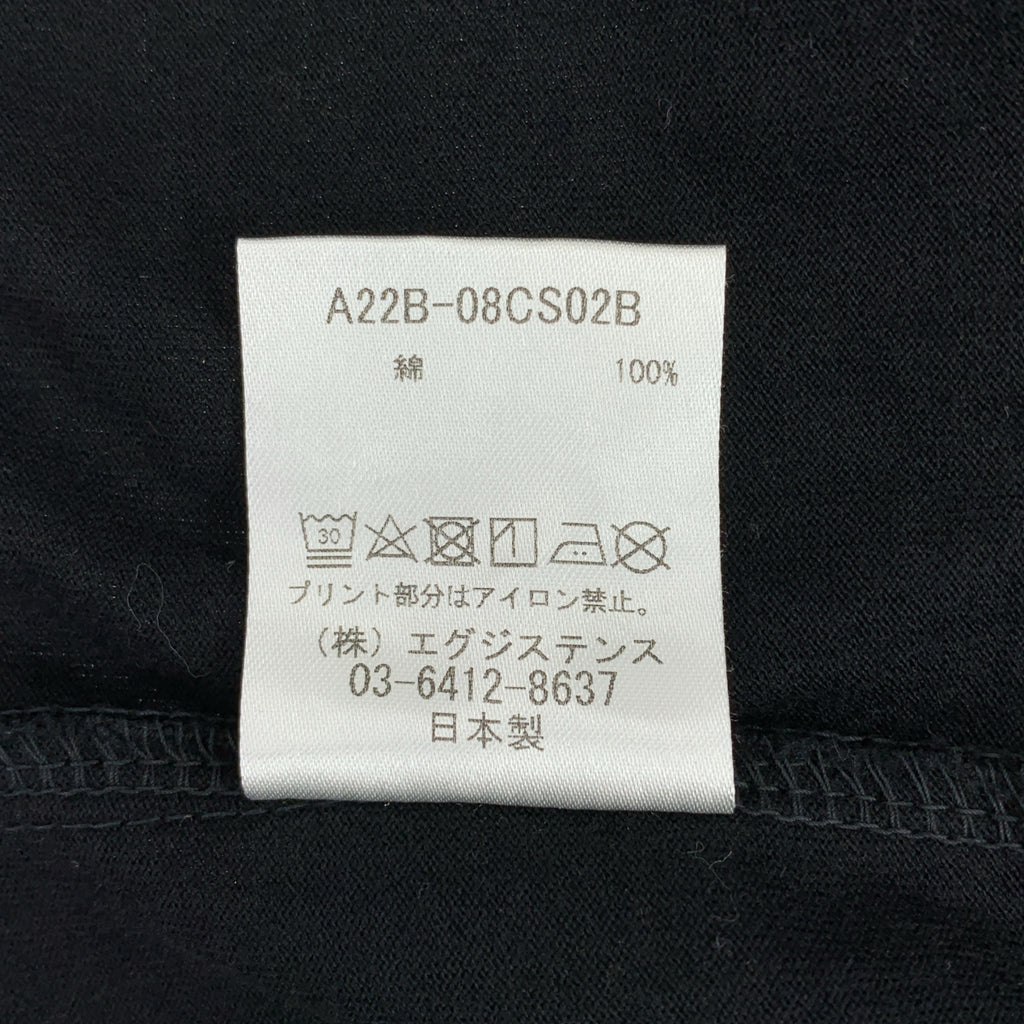 A22B-08CS02B
綿 100%
30
プリント部分はアイロン禁止。
（株）エグジステンス
03-6412-8637
日本製